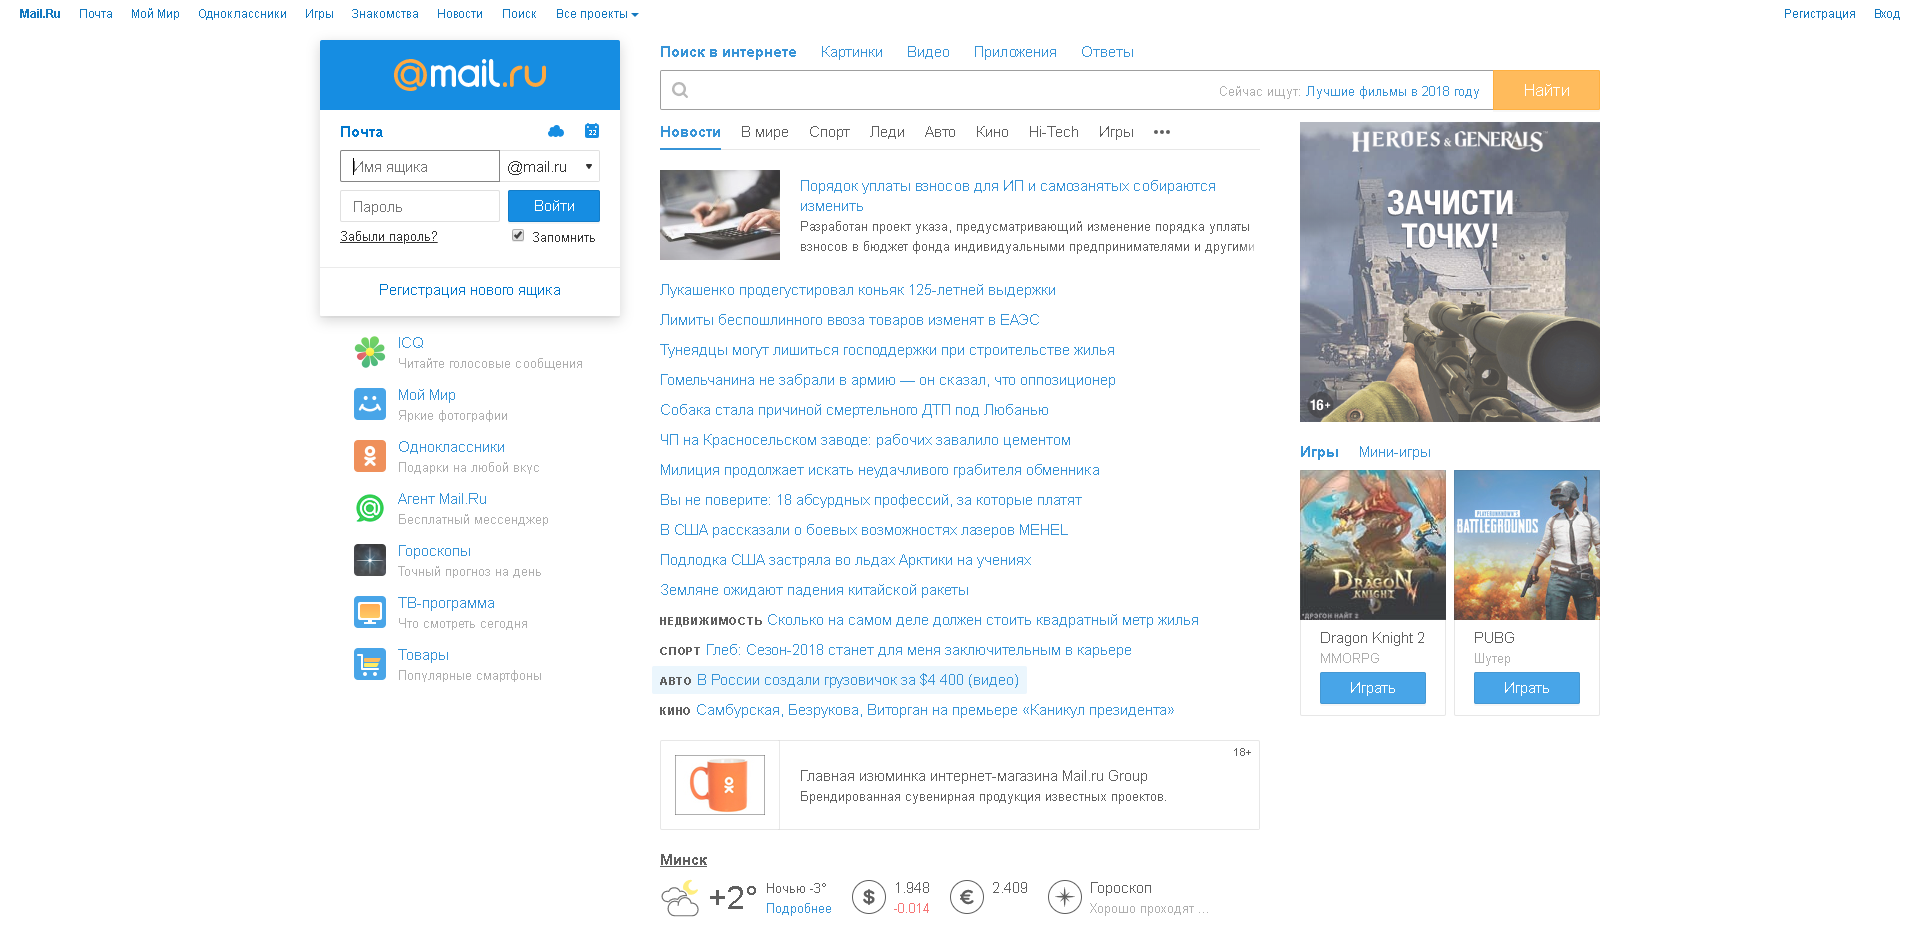 Mail.Ru Почта Мой Мир Одноклассники Игры Знакомства Новости Поиск Все проекты Регистрация Вход
@mail.ru
Почта 22
Имя ящика @mail.ru
Пароль Войти
Забыли пароль? Запомнить
Регистрация нового ящика
ICQ
Читайте голосовые сообщения
Мой Мир
Яркие фотографии
Одноклассники
Подарки на любой вкус
Агент Mail.Ru
Бесплатный мессенджер
Гороскопы
Точный прогноз на день
ТВ-программа
Что смотреть сегодня
Товары
Популярные смартфоны
Поиск в интернете Картинки Видео Приложения Ответы
Сейчас ищут: Лучшие фильмы в 2018 году Найти
Новости В мире Спорт Леди Авто Кино Hi-Tech Игры •••
Порядок уплаты взносов для ИП и самозанятых собираются
изменить
Разработан проект указа, предусматривающий изменение порядка уплаты
взносов в бюджет фонда индивидуальными предпринимателями и другими
Лукашенко продегустировал коньяк 125-летней выдержки
Лимиты беспошлинного ввоза товаров изменят в ЕАЭС
Тунеядцы могут лишиться господдержки при строительстве жилья
Гомельчанина не забрали в армию — он сказал, что оппозиционер
Собака стала причиной смертельного ДТП под Любанью
ЧП на Красносельском заводе: рабочих завалило цементом
Милиция продолжает искать неудачливого грабителя обменника
Вы не поверите: 18 абсурдных профессий, за которые платят
В США рассказали о боевых возможностях лазеров MEHEL
Подлодка США застряла во льдах Арктики на учениях
Земляне ожидают падения китайской ракеты
НЕДВИЖИМОСТЬ Сколько на самом деле должен стоить квадратный метр жилья
СПОРТ Глеб: Сезон-2018 станет для меня заключительным в карьере
АВТО В России создали грузовичок за $4 400 (видео)
КИНО Самбурская, Безрукова, Виторган на премьере «Каникул президента»
18+
Главная изюминка интернет-магазина Mail.ru Group
Брендированная сувенирная продукция известных проектов.
Минск
+2° Ночью -3° $ 1.948 € 2.409 Гороскоп
Подробнее -0.014 Хорошо проходят ...
HEROES & GENERALS
ЗАЧИСТИ
ТОЧКУ!
16+
Игры Мини-игры
DRAGON
KNIGHT
*ДРЭГОН НАЙТ 2
PLAYERUNKNOWN'S
BATTLEGROUNDS
Dragon Knight 2 PUBG
MMORPG Шутер
Играть Играть